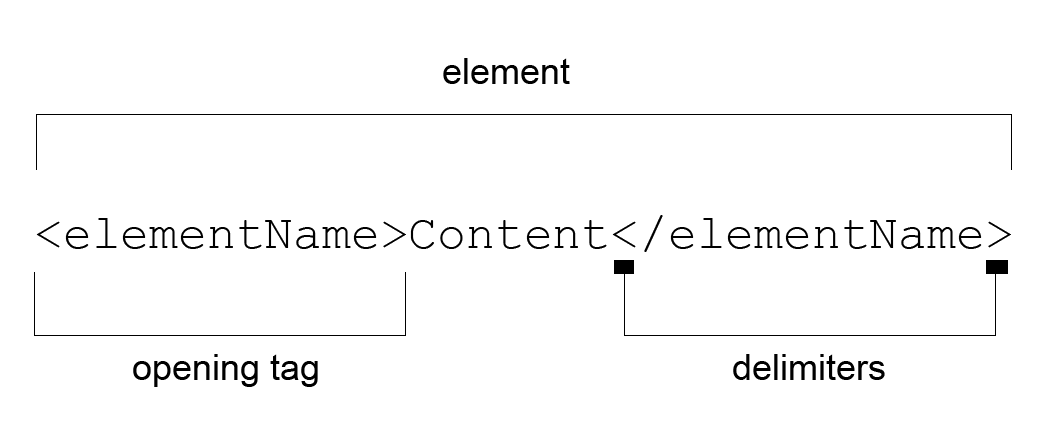 element
<elementName>Content</elementName>
opening tag
delimiters